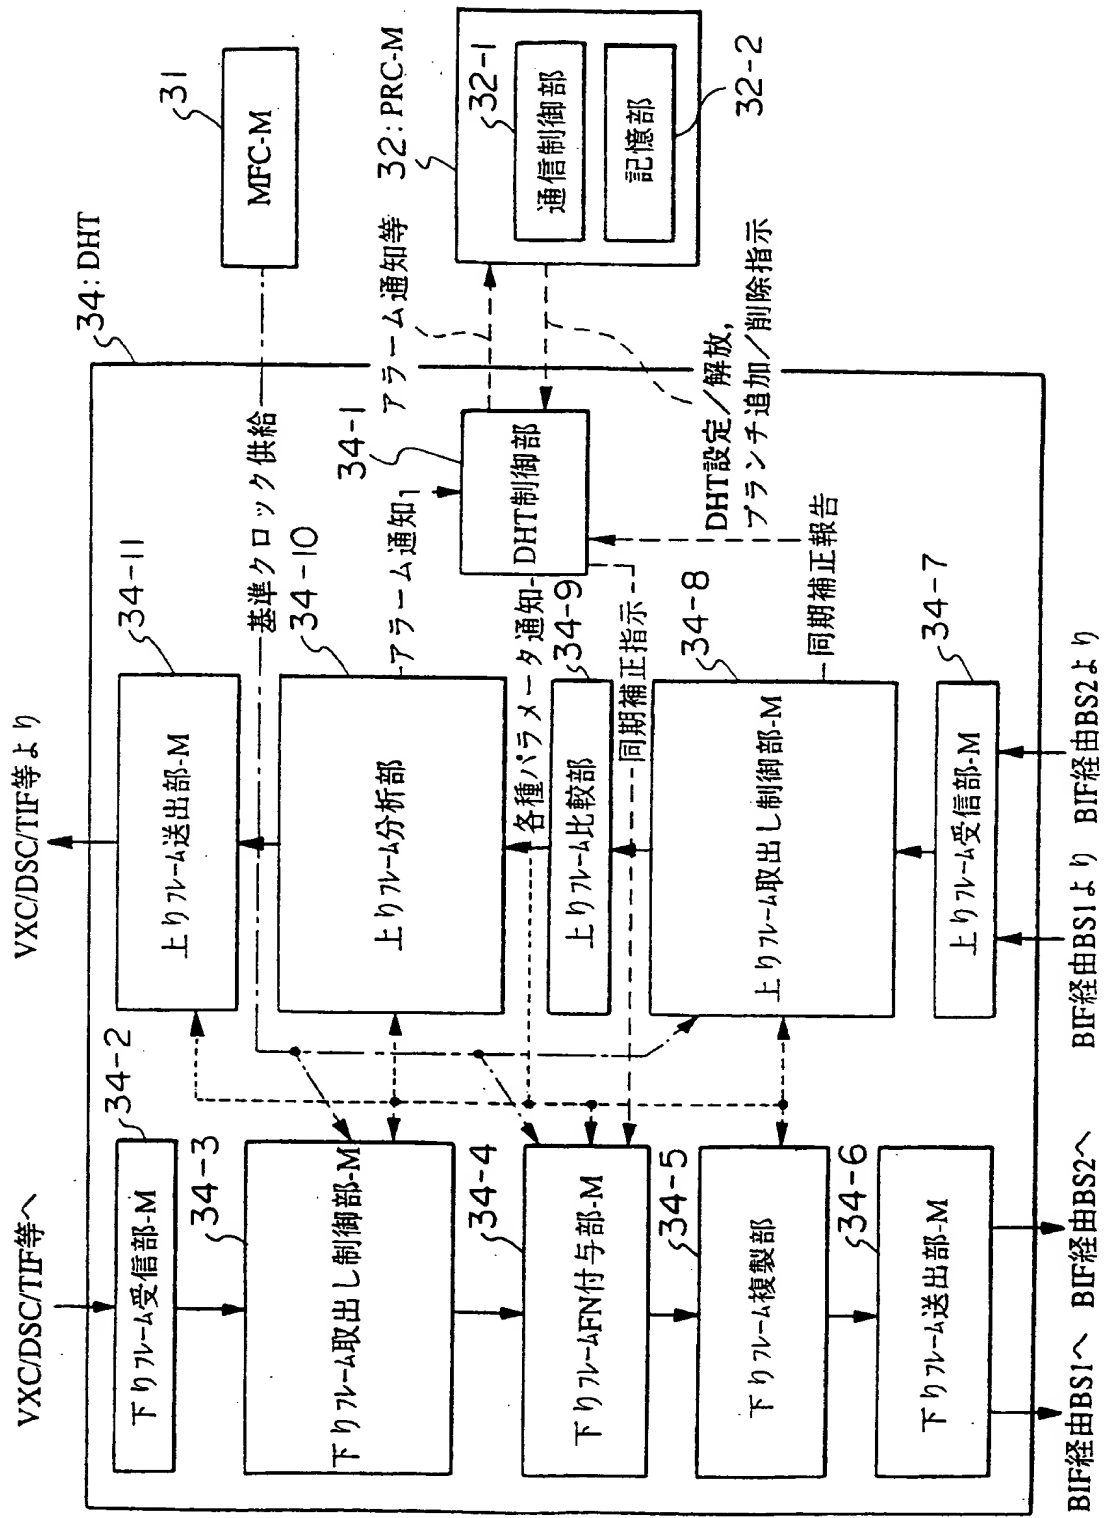 VXC/DSC/TIF等へ
VXC/DSC/TIF等より
34: DHT
下りフレーム受信部-M
34-2
34-3
下りフレーム取出し制御部-M
34-4
下りフレームFN付与部-M
34-5
下りフレーム複製部
34-6
下りフレーム送出部-M
BIF経由BS1へ
BIF経由BS2へ
上りフレーム送出部-M
34-11
基準クロック供給
34-10
上りフレーム分析部
アラーム通知
各種パラメータ通知
34-9
上りフレーム比較部
同期補正指示
34-8
上りフレーム取出し制御部-M
同期補正報告
34-7
上りフレーム受信部-M
BIF経由BS1より
BIF経由BS2より
34-1
DHT制御部
MFC-M
31
アラーム通知等
32: PRC-M
32-1
通信制御部
記憶部
32-2
DHT設定/解放,
ブランチ追加/削除指示